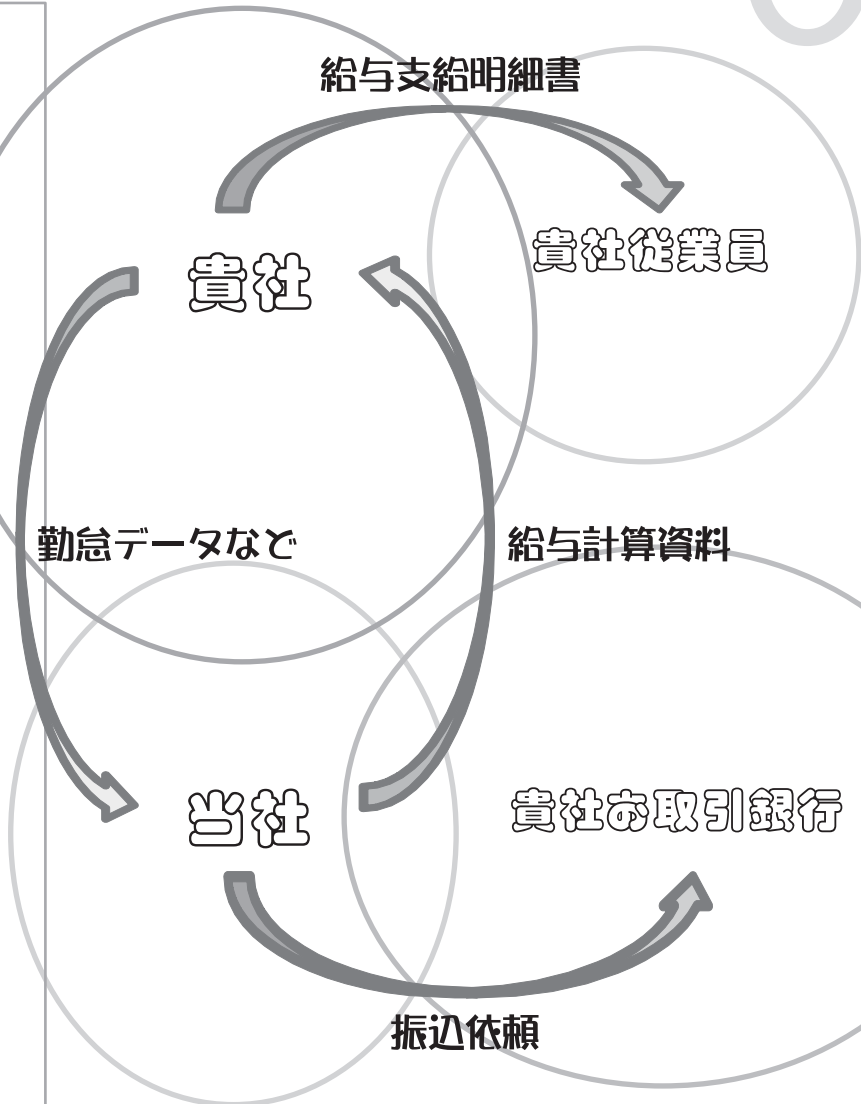 給与支給明細書
貴社従業員
貴社
勤怠データなど
給与計算資料
当社
貴社お取引銀行
振込依頼